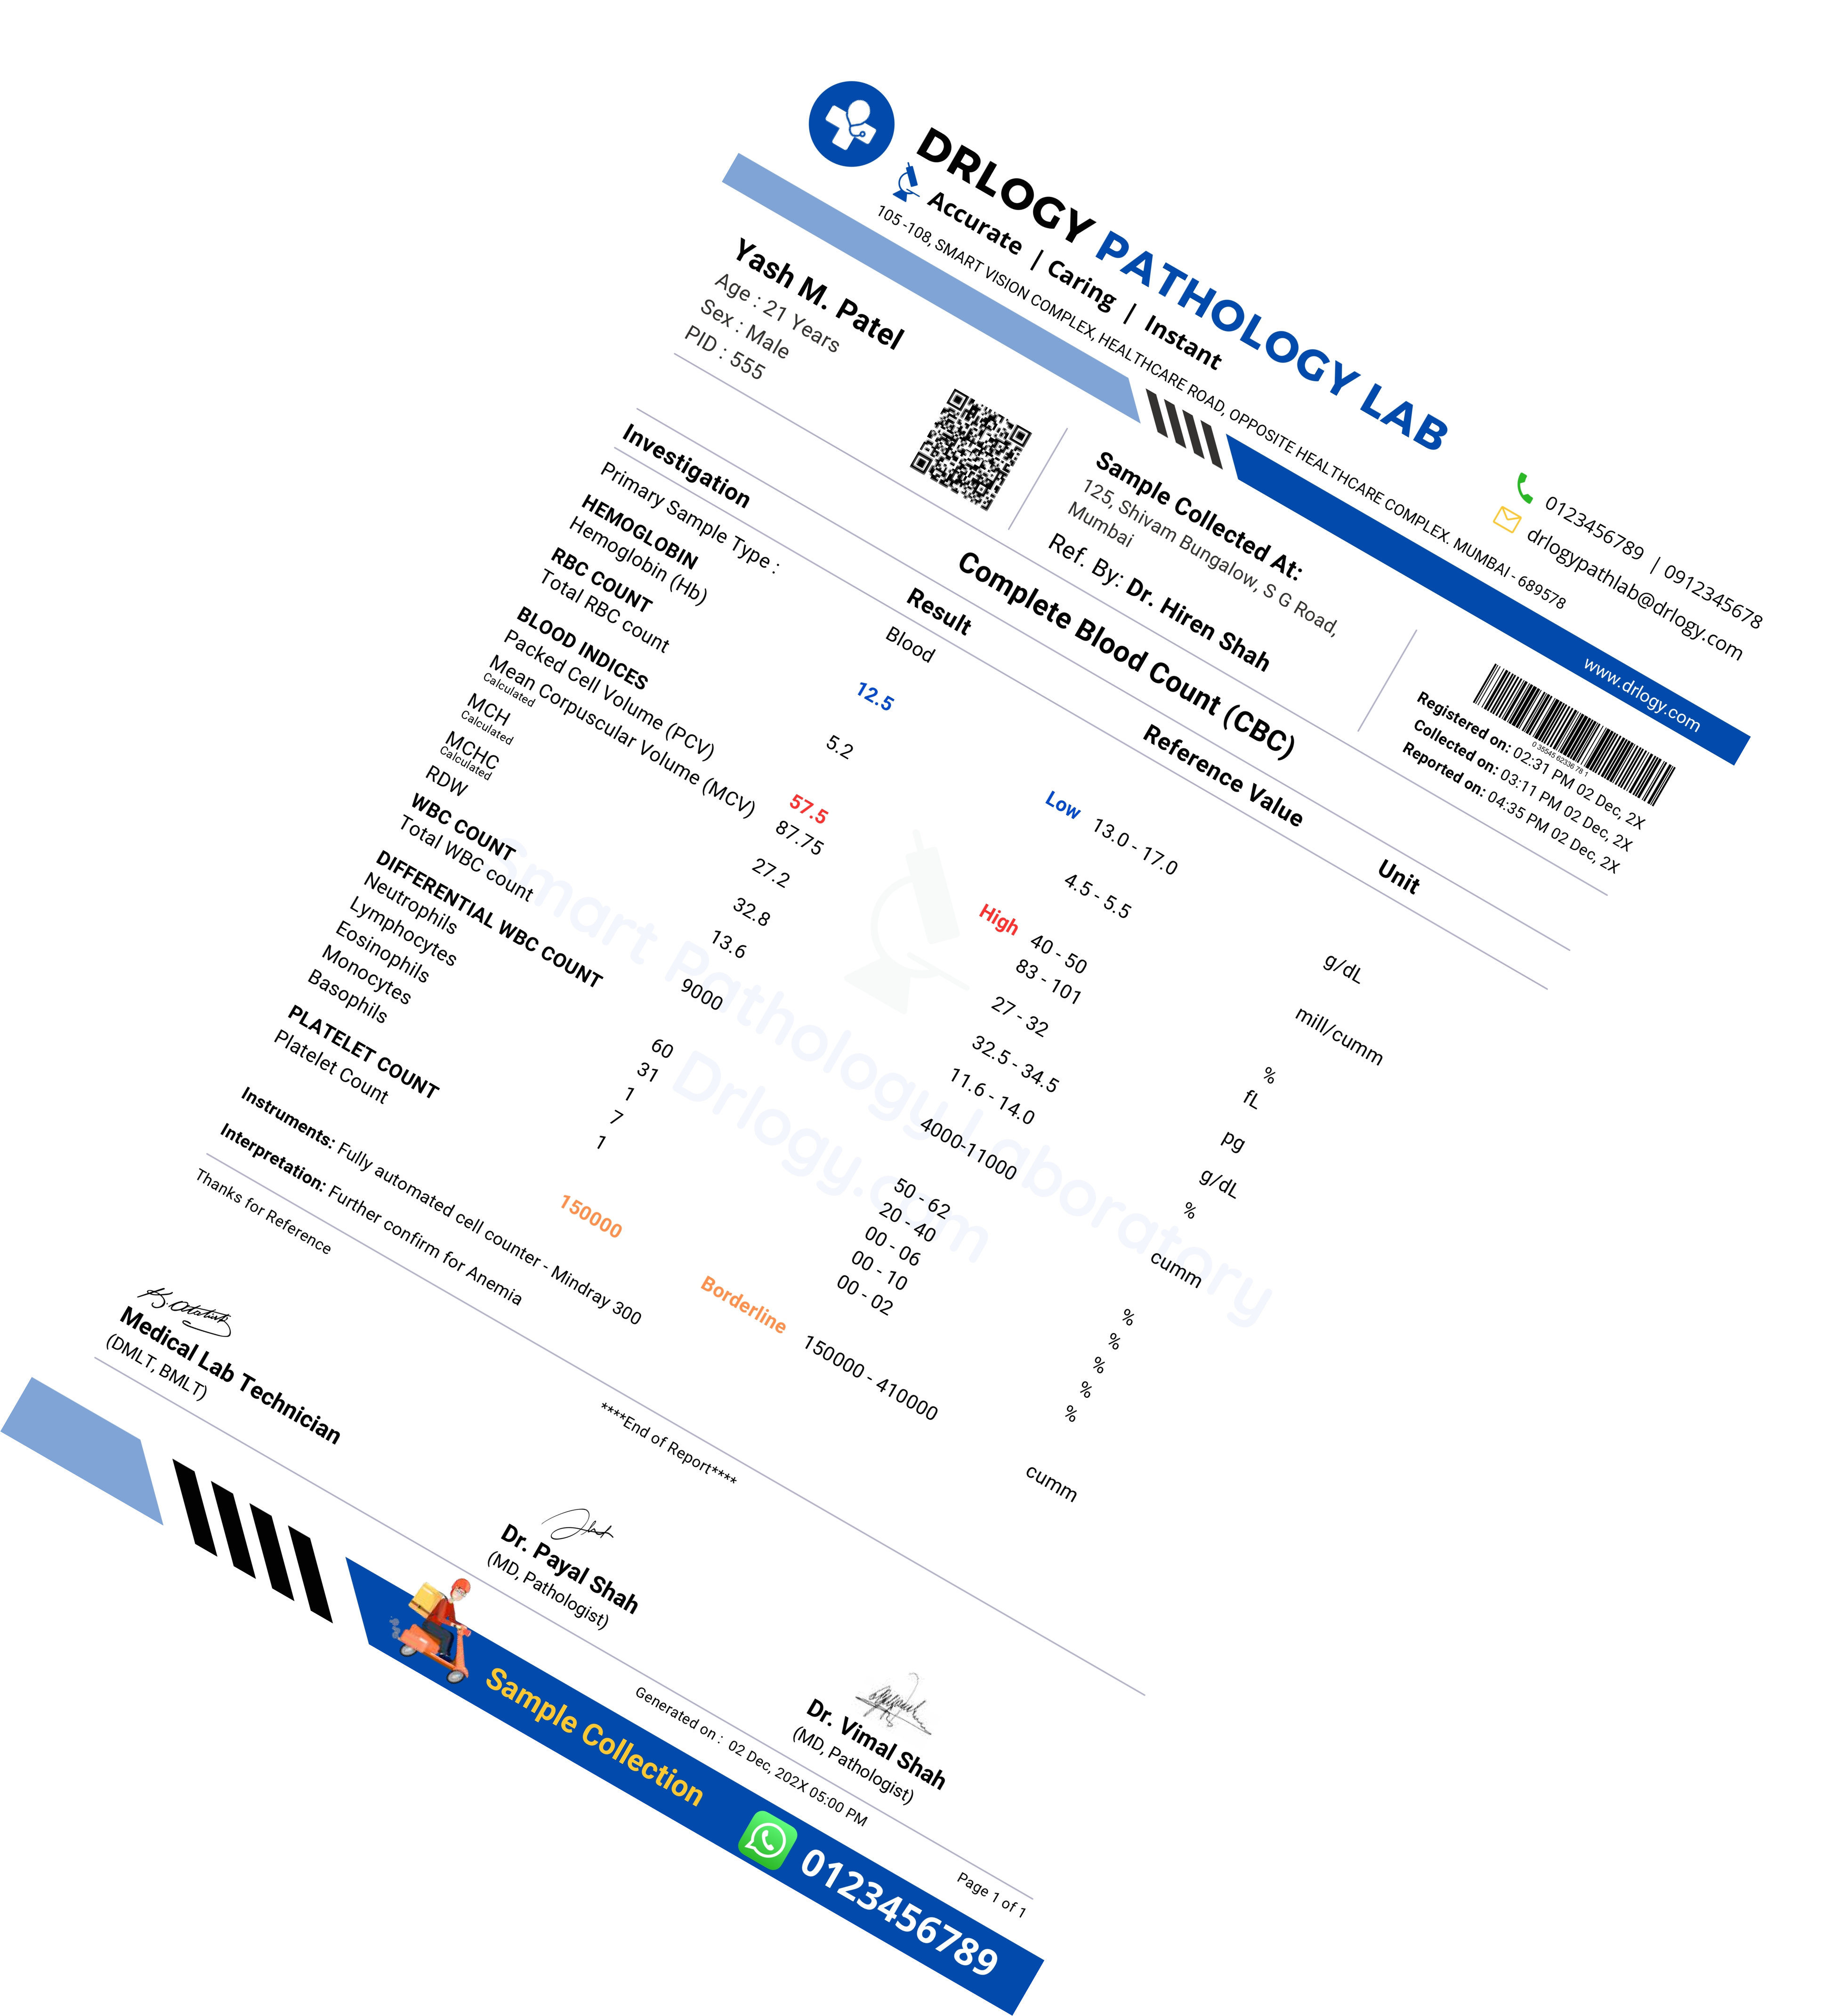 DRLOGY PATHOLOGY LAB
Accurate | Caring | Instant
105 -108, SMART VISION COMPLEX, HEALTHCARE ROAD, OPPOSITE HEALTHCARE COMPLEX. MUMBAI - 689578
0123456789 | 0912345678
drlogypathlab@drlogy.com
www.drlogy.com
Yash M. Patel
Age : 21 Years
Sex : Male
PID : 555
Sample Collected At:
125, Shivam Bungalow, S G Road,
Mumbai
Ref. By: Dr. Hiren Shah
0 35545 62336 78 1
Registered on: 02:31 PM 02 Dec, 2X
Collected on: 03:11 PM 02 Dec, 2X
Reported on: 04:35 PM 02 Dec, 2X
Complete Blood Count (CBC)
Investigation Result Reference Value Unit
Primary Sample Type : Blood
HEMOGLOBIN
Hemoglobin (Hb) 12.5 Low 13.0 - 17.0 g/dL
RBC COUNT
Total RBC count 5.2 4.5 - 5.5 mill/cumm
BLOOD INDICES
Packed Cell Volume (PCV) 57.5 High 40 - 50 %
Mean Corpuscular Volume (MCV) 87.75 83 - 101 fL
Calculated
MCH 27.2 27 - 32 pg
Calculated
MCHC 32.8 32.5 - 34.5 g/dL
Calculated
RDW 13.6 11.6 - 14.0 %
WBC COUNT
Total WBC count 9000 4000-11000 cumm
DIFFERENTIAL WBC COUNT
Neutrophils 60 50 - 62 %
Lymphocytes 31 20 - 40 %
Eosinophils 1 00 - 06 %
Monocytes 7 00 - 10 %
Basophils 1 00 - 02 %
PLATELET COUNT
Platelet Count 150000 Borderline 150000 - 410000 cumm
Instruments: Fully automated cell counter - Mindray 300
Interpretation: Further confirm for Anemia
Smart Pathology Laboratory
Drlogy.com
Thanks for Reference
****End of Report****
Medical Lab Technician
(DMLT, BMLT)
Dr. Payal Shah
(MD, Pathologist)
Dr. Vimal Shah
(MD, Pathologist)
Generated on : 02 Dec, 202X 05:00 PM
Page 1 of 1
Sample Collection
0123456789